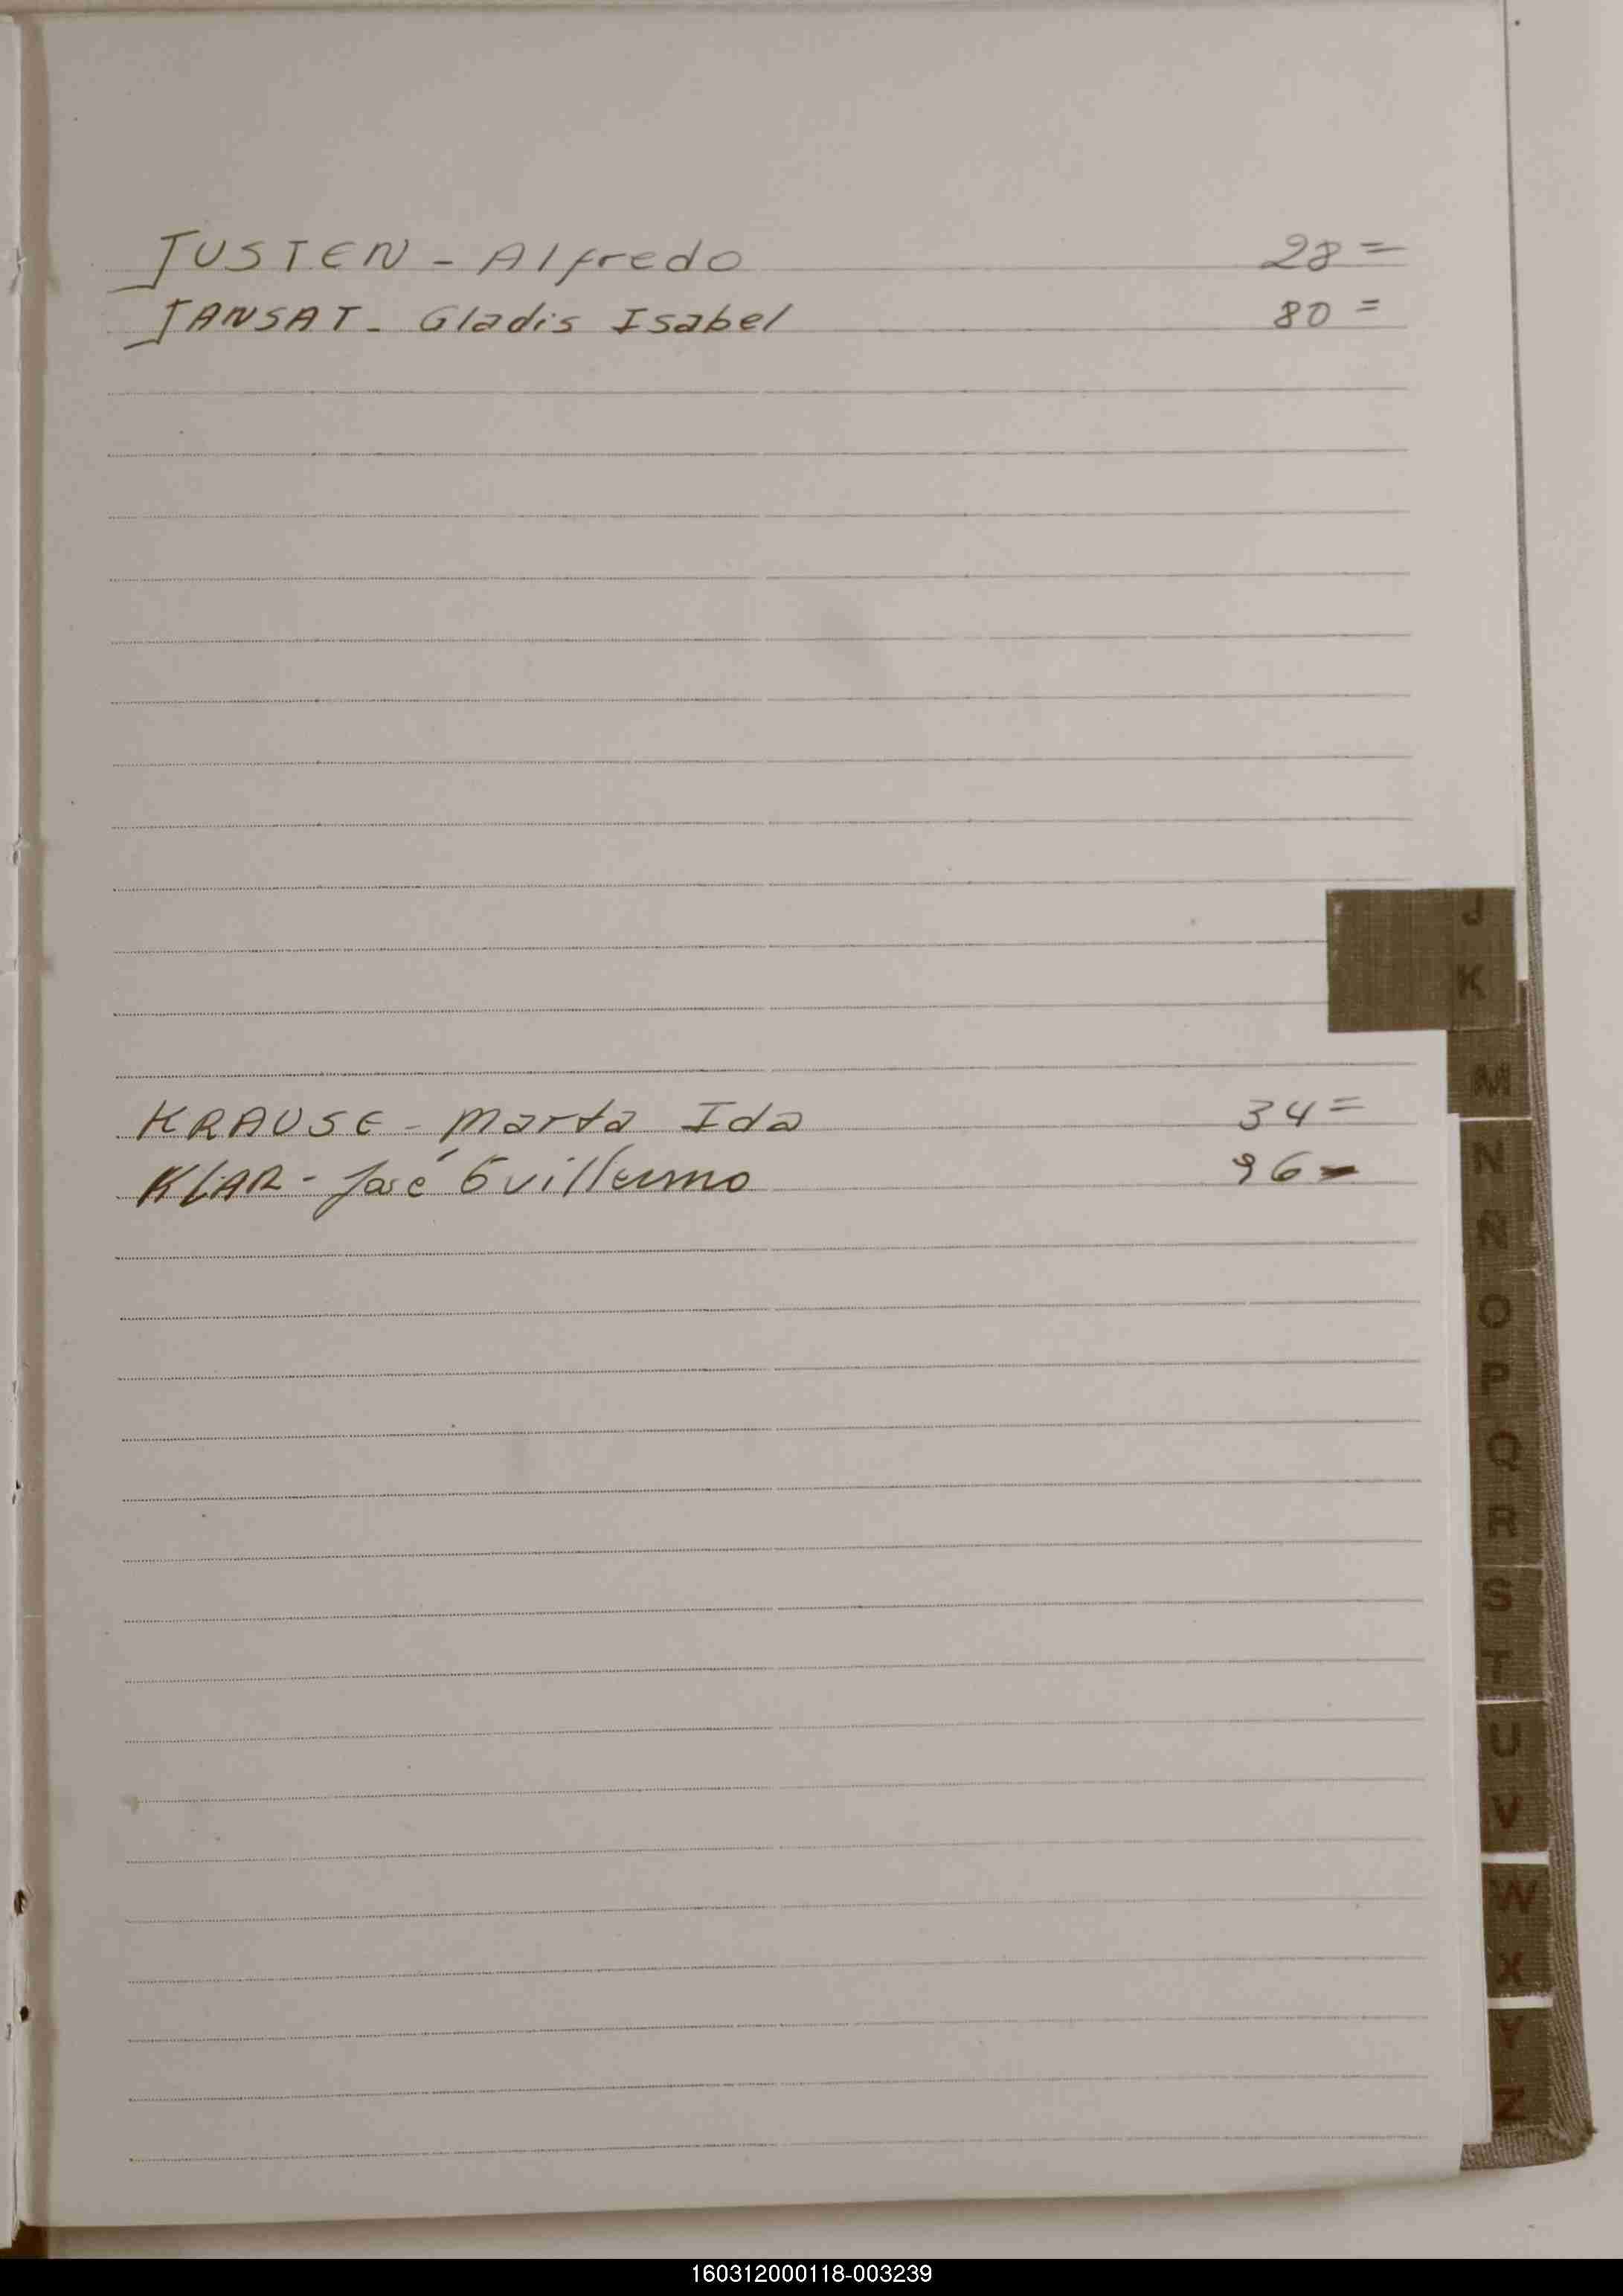 JUSTEN - Alfredo 28=
JANSAT - Gladis Isabel 80=
J
K
M
KRAUSE - Marta Ida 34=
KLAR - José Guillermo 96=
N
N
O
P
Q
R
S
T
U
V
W
X
Y
Z
160312000118-003239